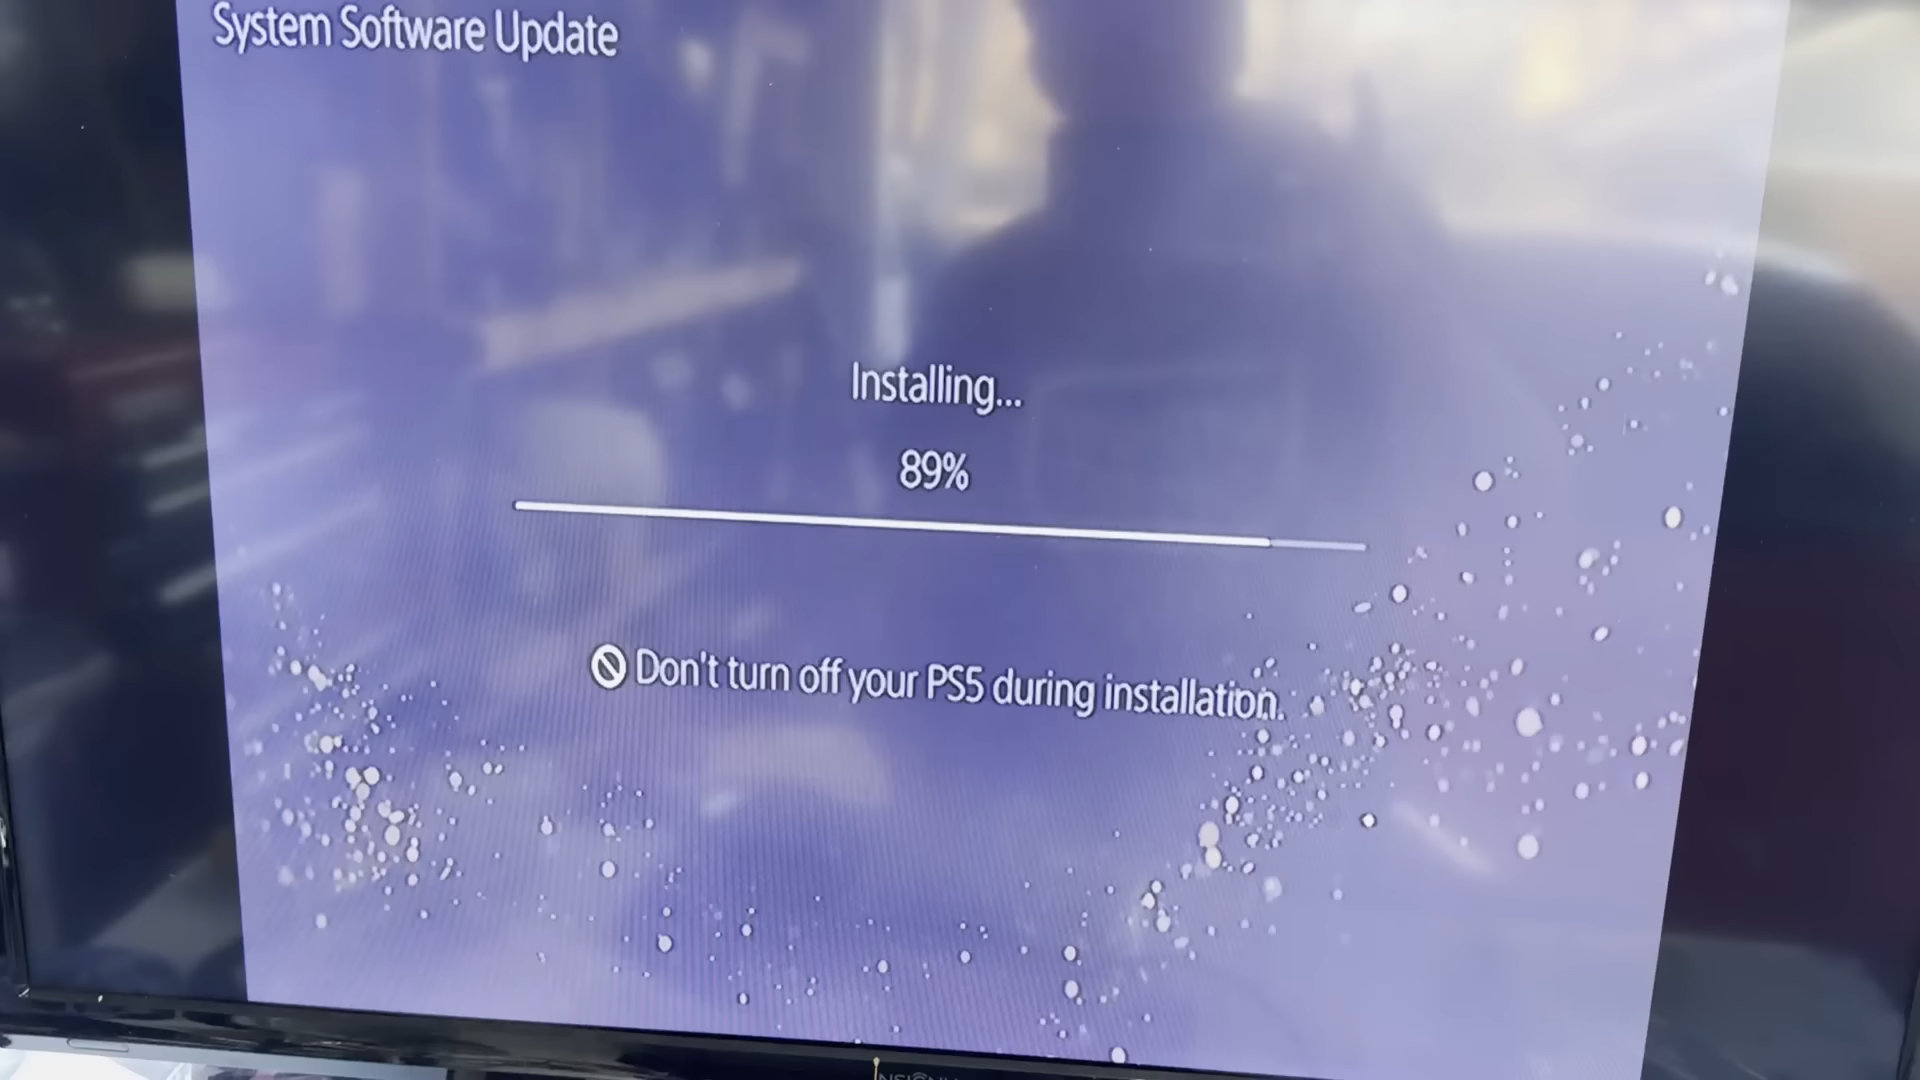 System Software Update
Installing...
89%
Don't turn off your PS5 during installation.